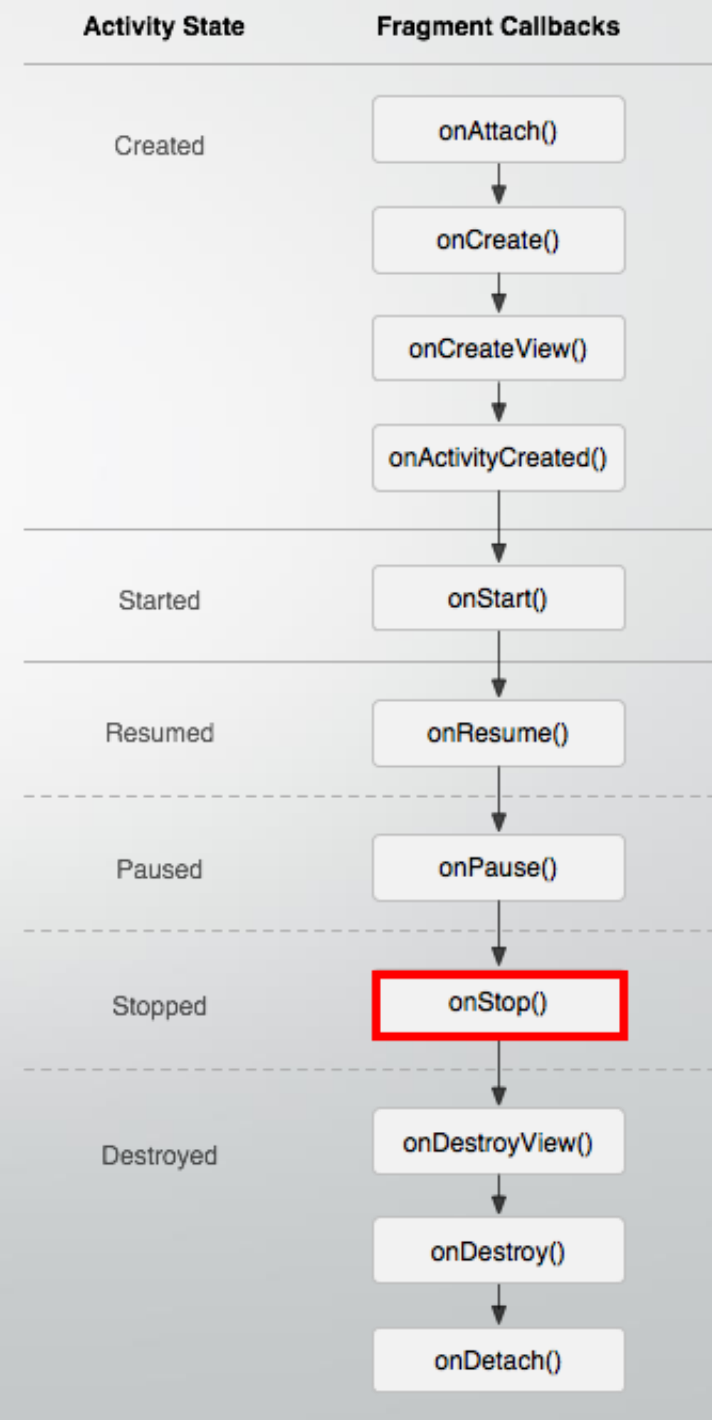 Activity State Fragment Callbacks
Created onAttach()
onCreate()
onCreateView()
onActivityCreated()
Started onStart()
Resumed onResume()
Paused onPause()
Stopped onStop()
Destroyed onDestroyView()
onDestroy()
onDetach()